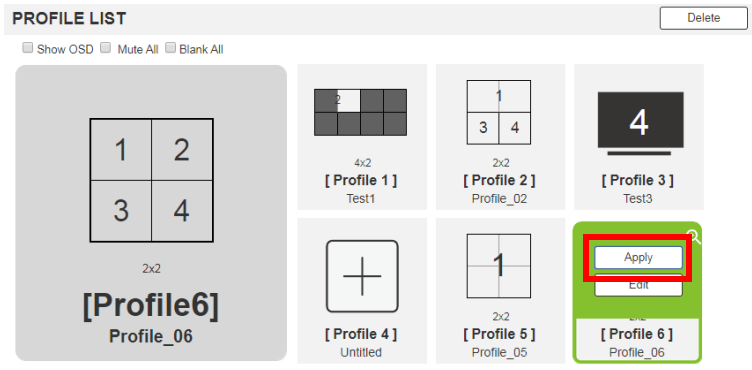 PROFILE LIST
Delete
Show OSD Mute All Blank All
1 2
3 4
2x2
[Profile6]
Profile_06
2
4x2
[ Profile 1 ]
Test1
1
3 4
2x2
[ Profile 2 ]
Profile_02
4
[ Profile 3 ]
Test3
[ Profile 4 ]
Untitled
1
2x2
[ Profile 5 ]
Profile_05
Apply
Edit
2x2
[ Profile 6 ]
Profile_06